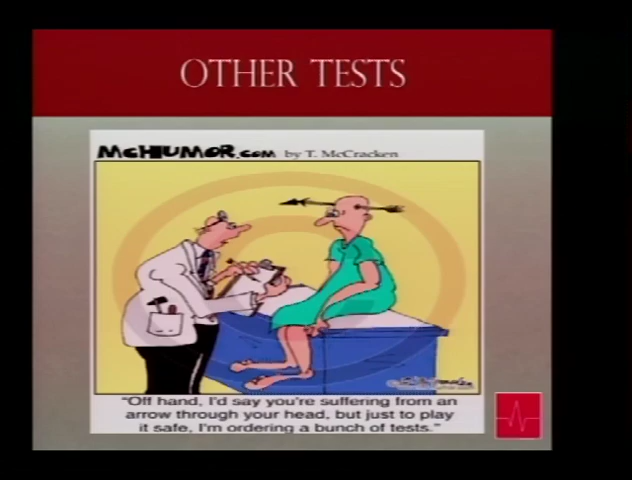 OTHER TESTS
MCHUMOR.COM by T. McCracken
"Off hand, I'd say you're suffering from an
arrow through your head, but just to play
it safe, I'm ordering a bunch of tests."